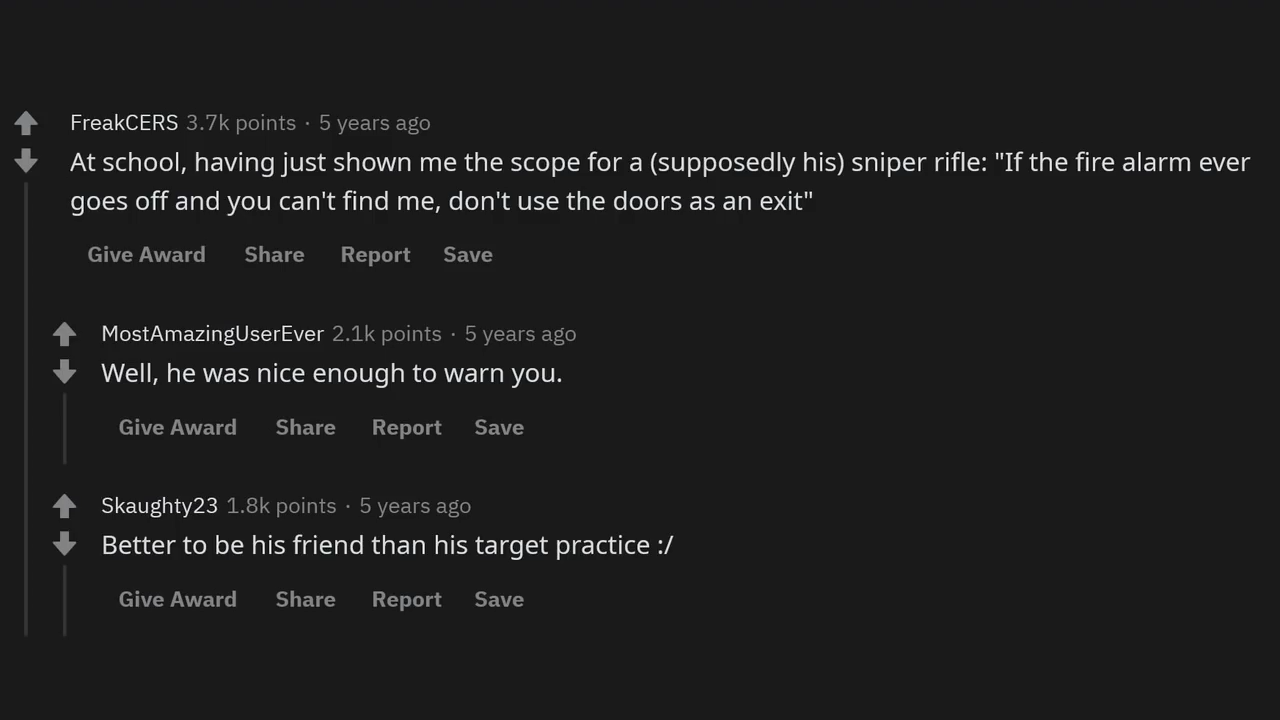 FreakCERS 3.7k points · 5 years ago
At school, having just shown me the scope for a (supposedly his) sniper rifle: "If the fire alarm ever
goes off and you can't find me, don't use the doors as an exit"
Give Award Share Report Save
MostAmazingUserEver 2.1k points · 5 years ago
Well, he was nice enough to warn you.
Give Award Share Report Save
Skaughty23 1.8k points · 5 years ago
Better to be his friend than his target practice :/
Give Award Share Report Save